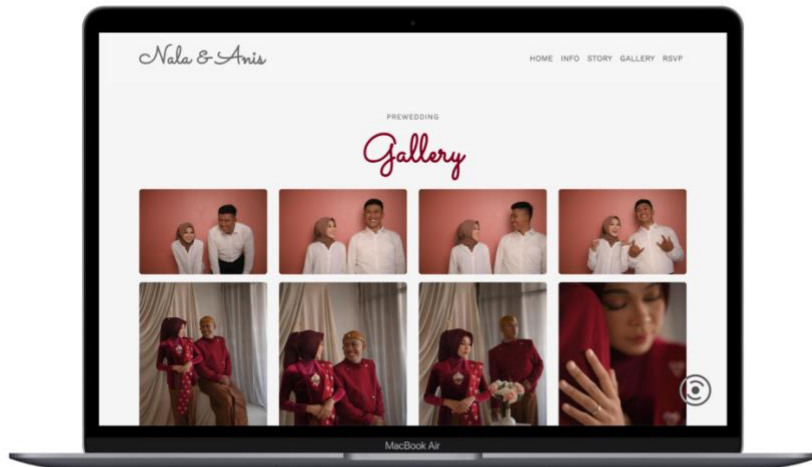 Nala & Anis
HOME INFO STORY GALLERY RSVP
PREWEDDING
Gallery
MacBook Air